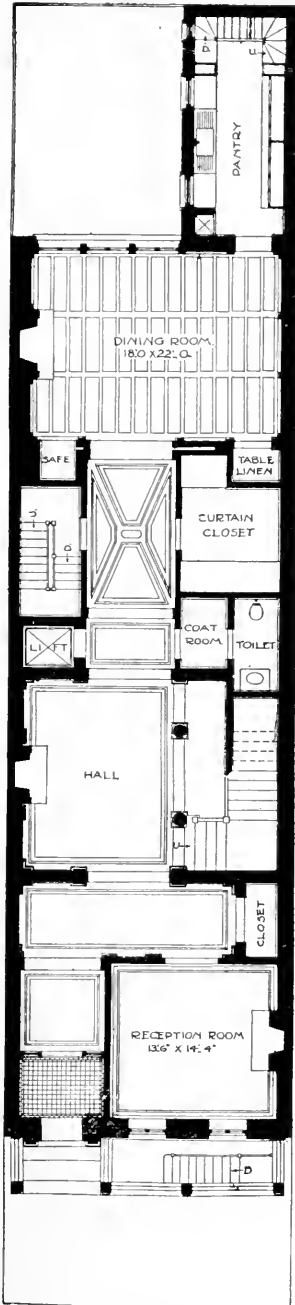 D.
U.
PANTRY
DINING ROOM.
18'.0 X 22'.0.
SAFE
TABLE
LINEN
U.
D.
CURTAIN
CLOSET
LIFT
COAT
ROOM
TOILET
HALL
U
CLOSET
RECEPTION ROOM
13'.6" X 14'.4"
D